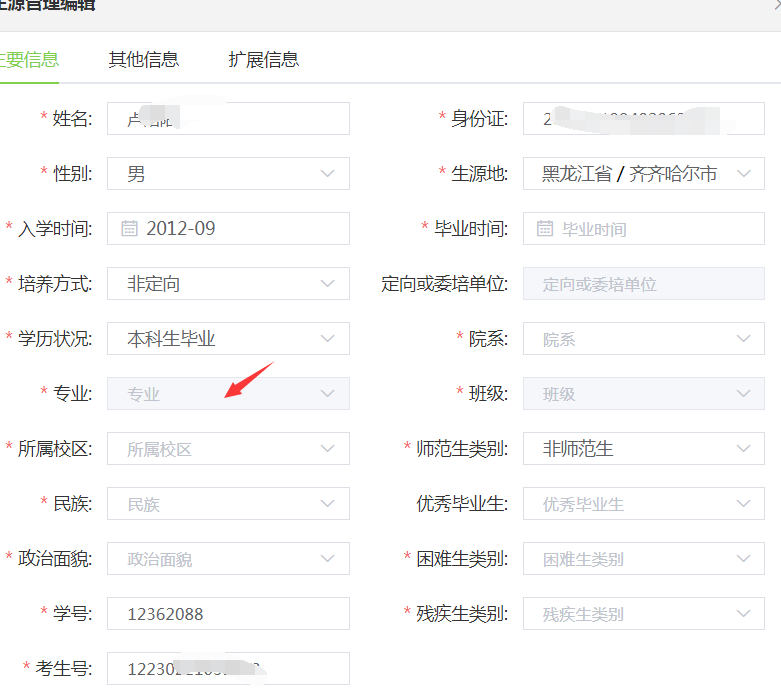 生源管理编辑
主要信息 其他信息 扩展信息
* 姓名: 卢 * 身份证: 2
* 性别: 男 * 生源地: 黑龙江省 / 齐齐哈尔市
* 入学时间: 2012-09 * 毕业时间: 毕业时间
* 培养方式: 非定向 定向或委培单位: 定向或委培单位
* 学历状况: 本科生毕业 * 院系: 院系
* 专业: 专业 * 班级: 班级
* 所属校区: 所属校区 * 师范生类别: 非师范生
* 民族: 民族 优秀毕业生: 优秀毕业生
* 政治面貌: 政治面貌 * 困难生类别: 困难生类别
* 学号: 12362088 * 残疾生类别: 残疾生类别
* 考生号: 12230